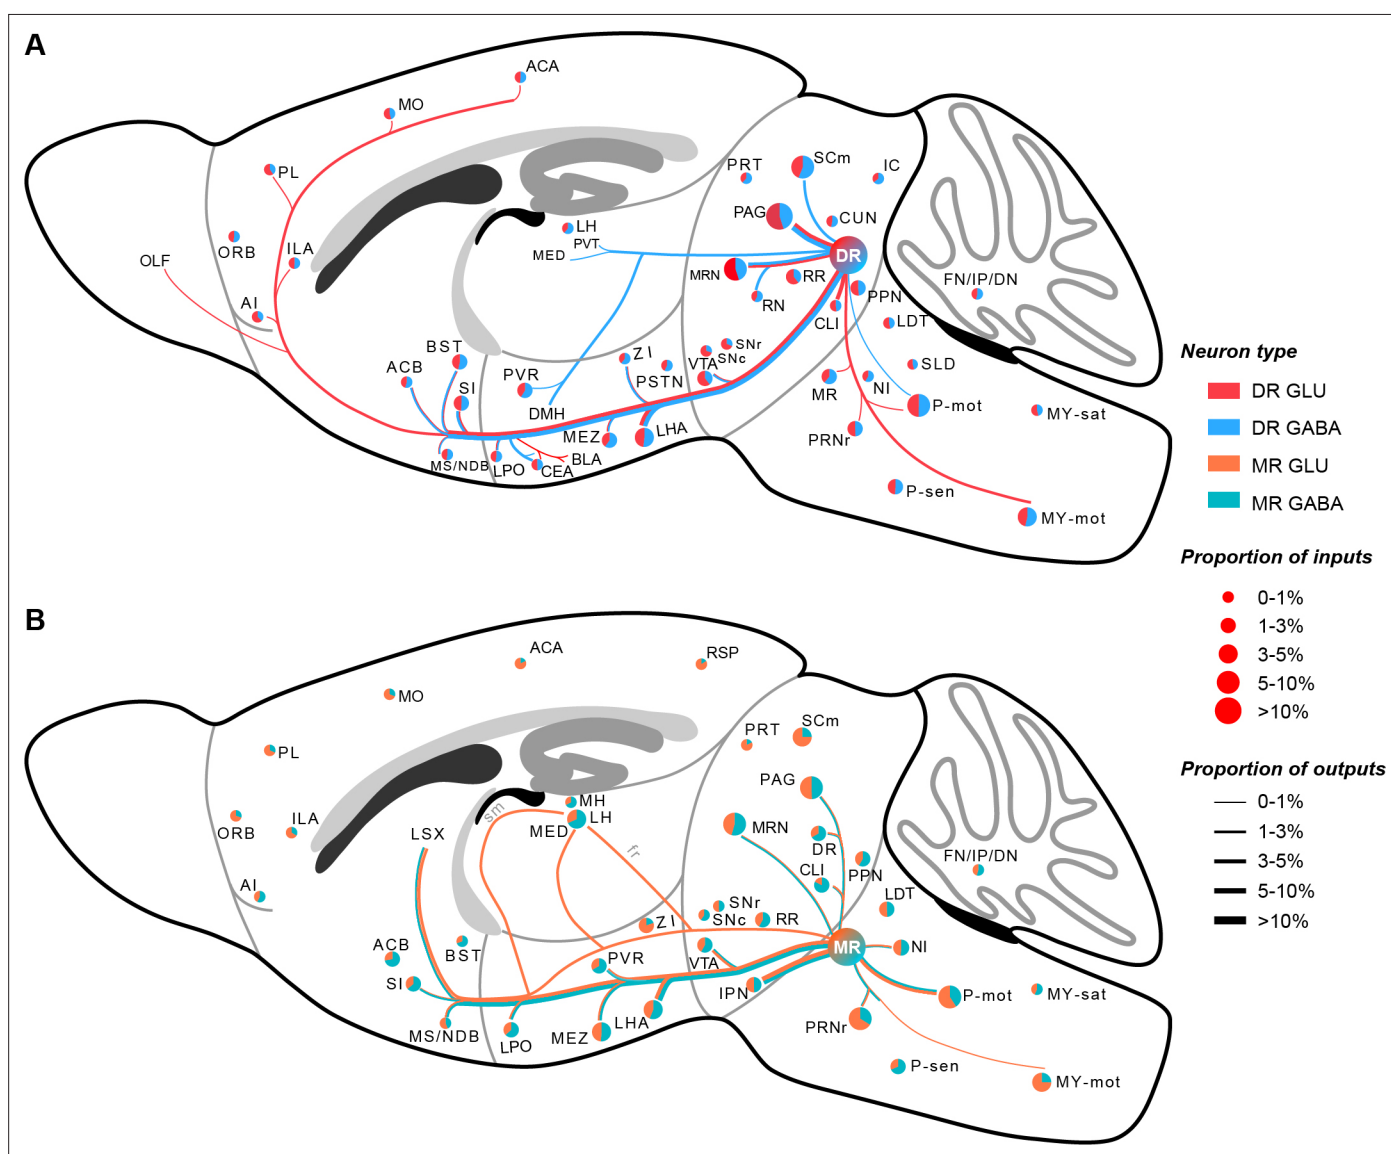 A
ACA
MO
PL
ORB
ILA
OLF
AI
PRT
SCm
IC
PAG
CUN
LH
PVT
MED
DR
MRN
RR
RN
PPN
CLI
LDT
FN/IP/DN
BST
ACB
SI
PVR
DMH
ZI
PSTN
SNr
SNc
VTA
MR
NI
SLD
P-mot
MY-sat
PRNr
MS/NDB
LPO
CEA
BLA
MEZ
LHA
P-sen
MY-mot
Neuron type
DR GLU
DR GABA
MR GLU
MR GABA
Proportion of inputs
0-1%
1-3%
3-5%
5-10%
>10%
Proportion of outputs
0-1%
1-3%
3-5%
5-10%
>10%
B
ACA
RSP
MO
PL
ORB
ILA
AI
PRT
SCm
PAG
MH
LH
MED
sm
fr
LSX
MRN
DR
CLI
PPN
LDT
FN/IP/DN
SNr
SNc
RR
ZI
ACB
BST
SI
PVR
VTA
IPN
MR
NI
P-mot
MY-sat
MS/NDB
LPO
MEZ
LHA
PRNr
P-sen
MY-mot